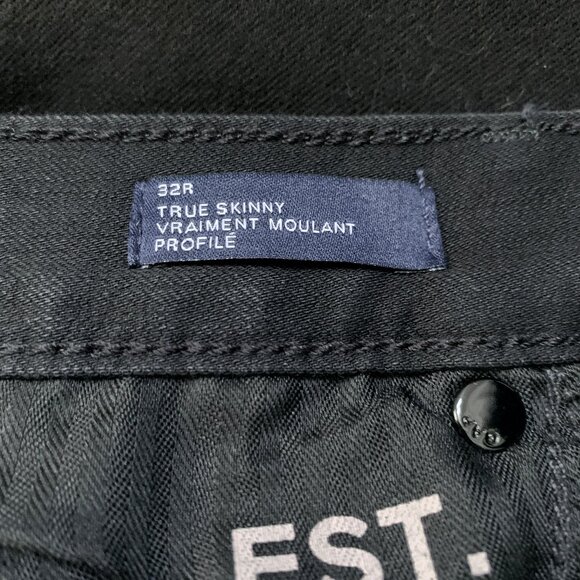 32R
TRUE SKINNY
VRAIMENT MOULANT
PROFILÉ
EST.